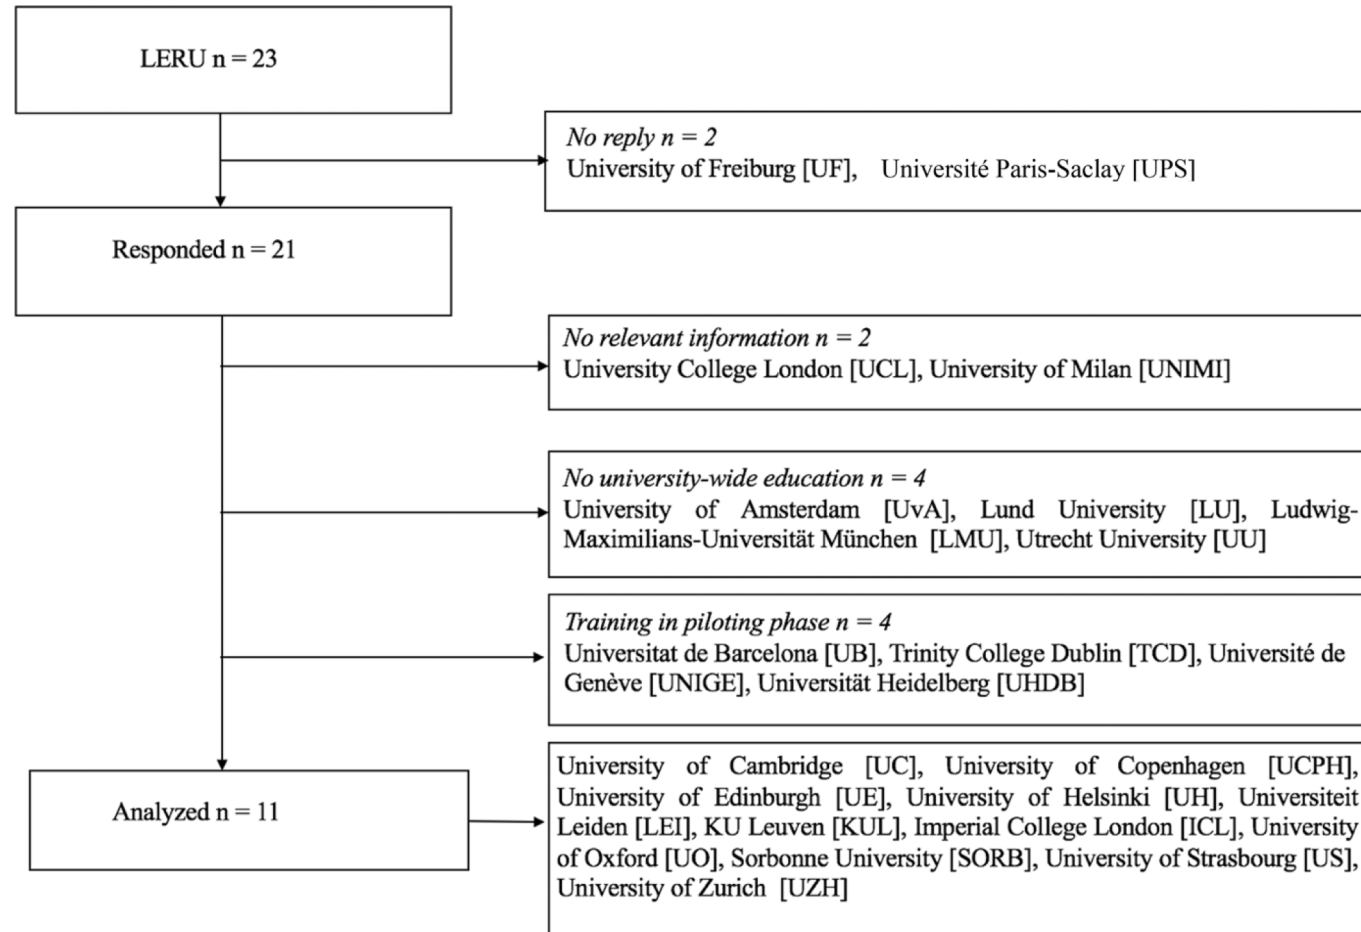 LERU n = 23
No reply n = 2
University of Freiburg [UF], Université Paris-Saclay [UPS]
Responded n = 21
No relevant information n = 2
University College London [UCL], University of Milan [UNIMI]
No university-wide education n = 4
University of Amsterdam [UvA], Lund University [LU], Ludwig-
Maximilians-Universität München [LMU], Utrecht University [UU]
Training in piloting phase n = 4
Universitat de Barcelona [UB], Trinity College Dublin [TCD], Université de
Genève [UNIGE], Universität Heidelberg [UHDB]
Analyzed n = 11
University of Cambridge [UC], University of Copenhagen [UCPH],
University of Edinburgh [UE], University of Helsinki [UH], Universiteit
Leiden [LEI], KU Leuven [KUL], Imperial College London [ICL], University
of Oxford [UO], Sorbonne University [SORB], University of Strasbourg [US],
University of Zurich [UZH]